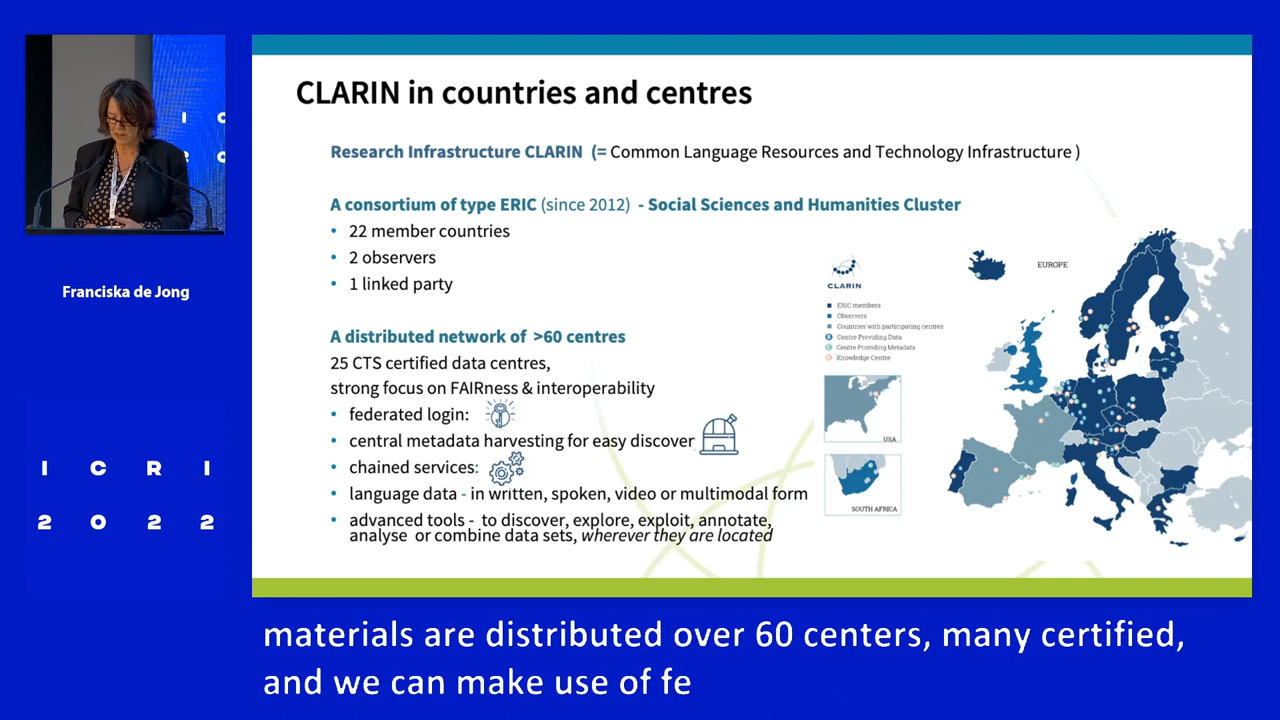 CLARIN in countries and centres
Research Infrastructure CLARIN (= Common Language Resources and Technology Infrastructure )
A consortium of type ERIC (since 2012) - Social Sciences and Humanities Cluster
• 22 member countries
• 2 observers
• 1 linked party
A distributed network of >60 centres
25 CTS certified data centres,
strong focus on FAIRness & interoperability
• federated login:
• central metadata harvesting for easy discover
• chained services:
• language data - in written, spoken, video or multimodal form
• advanced tools - to discover, explore, exploit, annotate,
analyse or combine data sets, wherever they are located
CLARIN
EUROPE
ERIC members
Observers
Countries with participating centres
Centre Providing Data
Centre Providing Metadata
Knowledge Centre
USA
SOUTH AFRICA
I C
2 0
Franciska de Jong
I C R I
2 0 2 2
materials are distributed over 60 centers, many certified,
and we can make use of fe